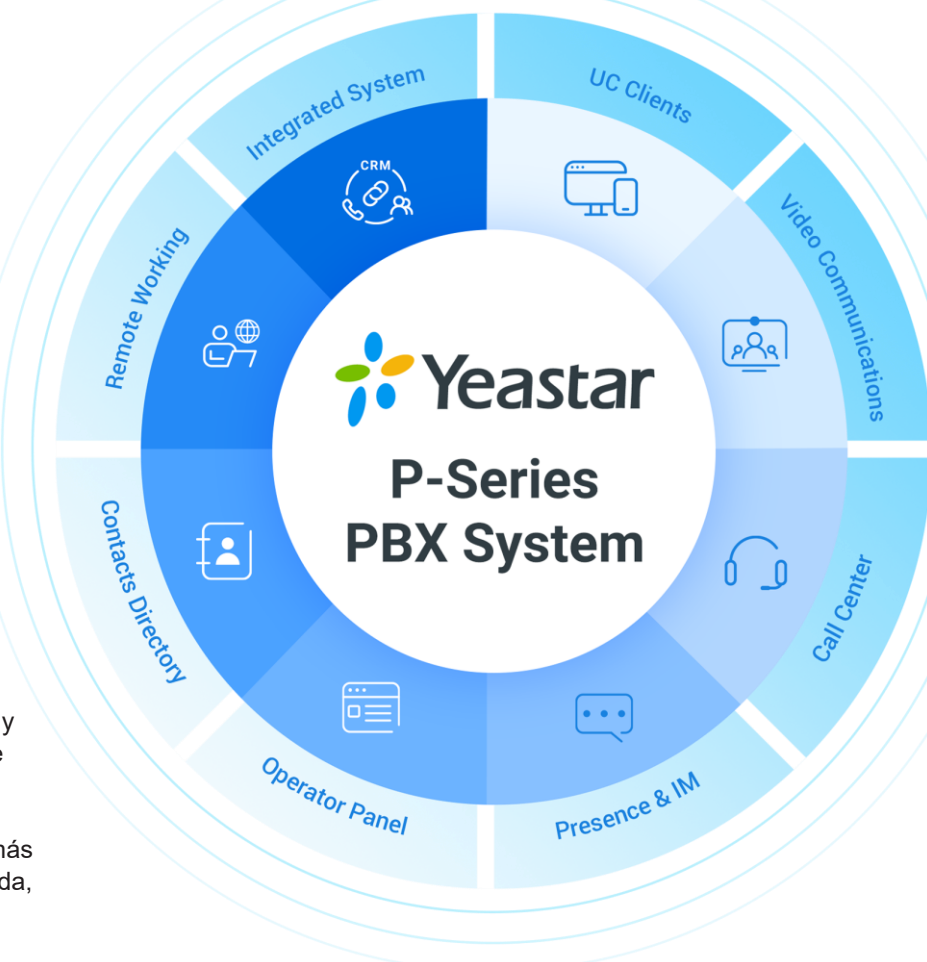 Integrated System
UC Clients
CRM
Remote Working
Video Communications
Yeastar
P-Series
PBX System
Contacts Directory
Call Center
Operator Panel
Presence & IM
y